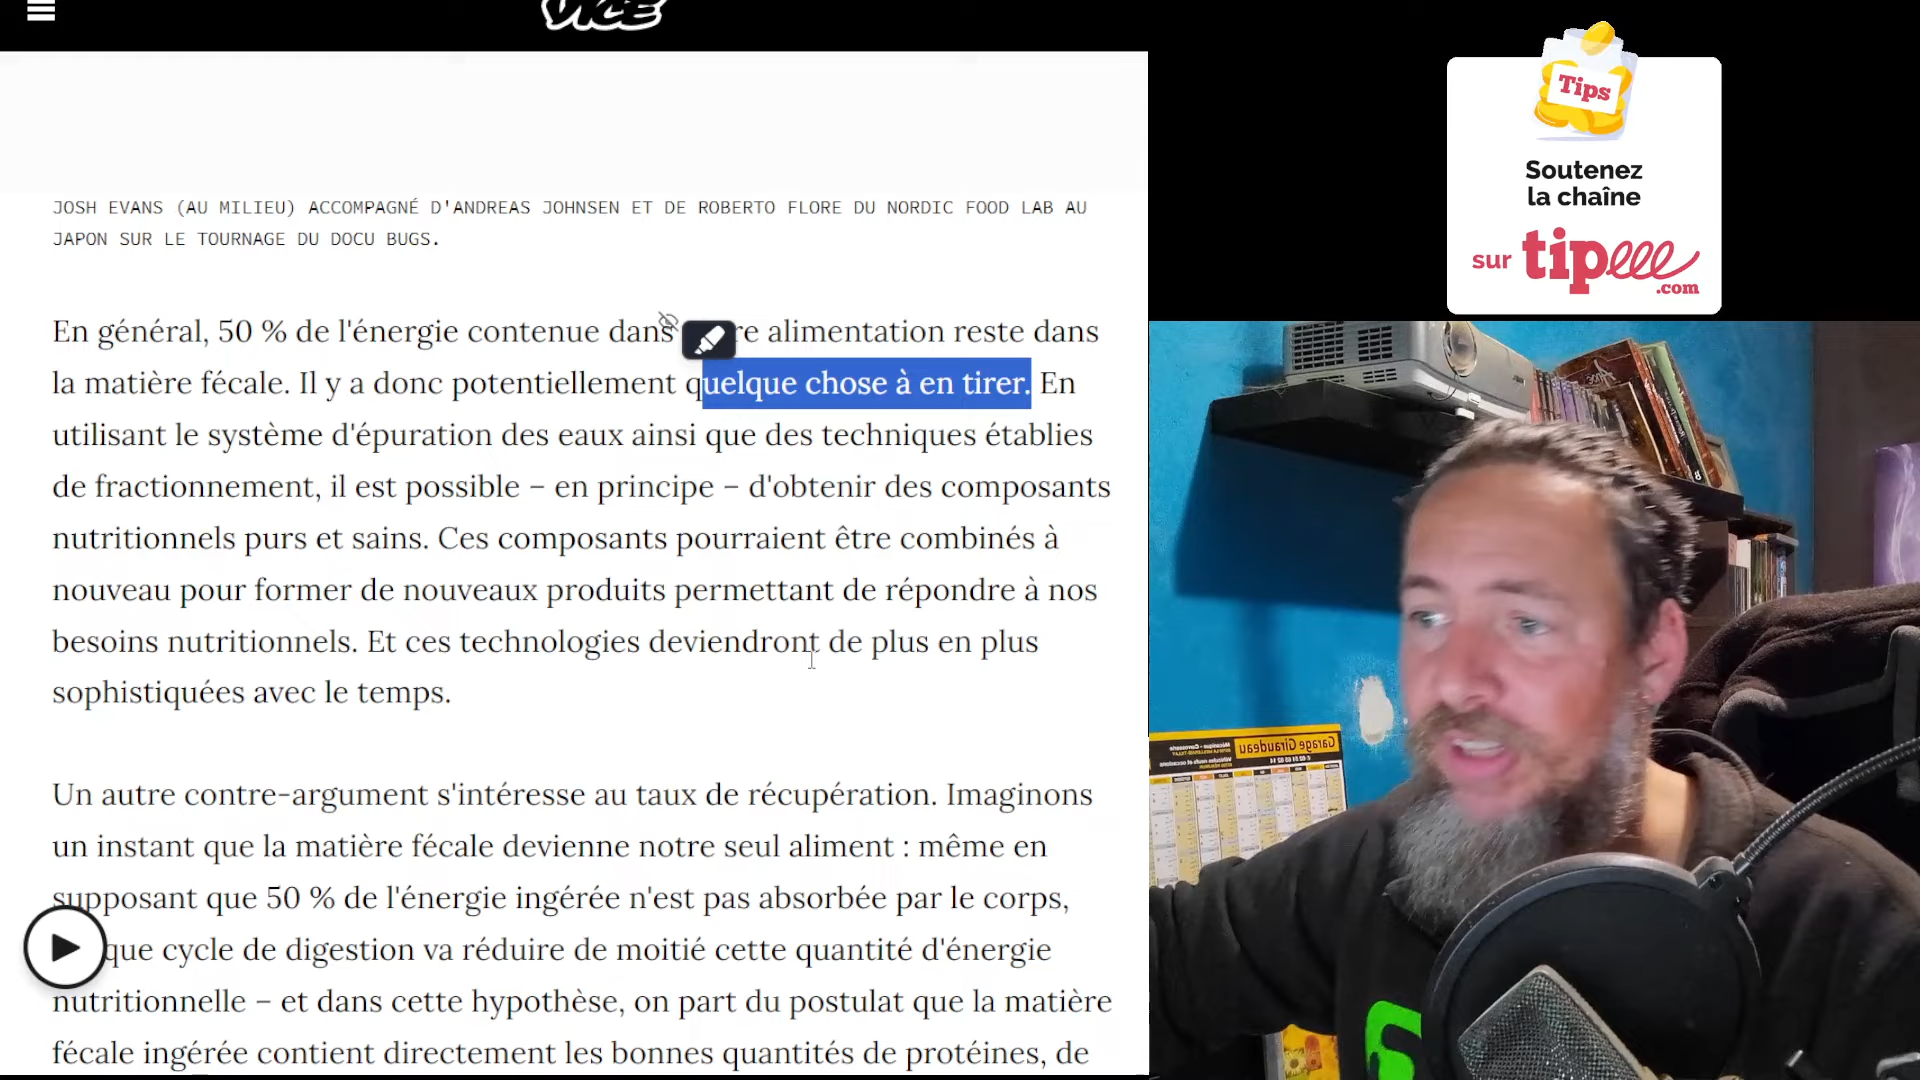 VICE
JOSH EVANS (AU MILIEU) ACCOMPAGNÉ D'ANDREAS JOHNSEN ET DE ROBERTO FLORE DU NORDIC FOOD LAB AU
JAPON SUR LE TOURNAGE DU DOCU BUGS.
En général, 50 % de l'énergie contenue dans re alimentation reste dans
la matière fécale. Il y a donc potentiellement quelque chose à en tirer. En
utilisant le système d'épuration des eaux ainsi que des techniques établies
de fractionnement, il est possible – en principe – d'obtenir des composants
nutritionnels purs et sains. Ces composants pourraient être combinés à
nouveau pour former de nouveaux produits permettant de répondre à nos
besoins nutritionnels. Et ces technologies deviendront de plus en plus
sophistiquées avec le temps.
Un autre contre-argument s'intéresse au taux de récupération. Imaginons
un instant que la matière fécale devienne notre seul aliment : même en
supposant que 50 % de l'énergie ingérée n'est pas absorbée par le corps,
que cycle de digestion va réduire de moitié cette quantité d'énergie
nutritionnelle – et dans cette hypothèse, on part du postulat que la matière
fécale ingérée contient directement les bonnes quantités de protéines, de
Tips
Soutenez
la chaîne
sur tipeee
.com
Garage Giraudeau